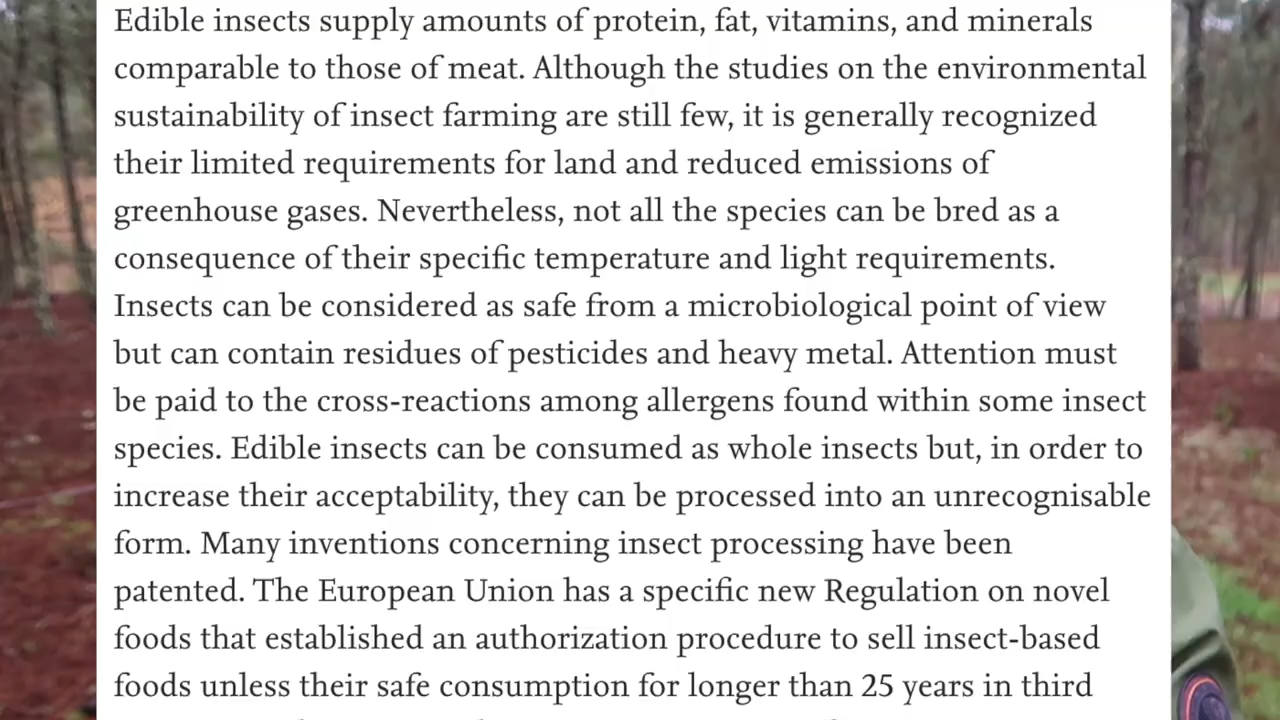 Edible insects supply amounts of protein, fat, vitamins, and minerals
comparable to those of meat. Although the studies on the environmental
sustainability of insect farming are still few, it is generally recognized
their limited requirements for land and reduced emissions of
greenhouse gases. Nevertheless, not all the species can be bred as a
consequence of their specific temperature and light requirements.
Insects can be considered as safe from a microbiological point of view
but can contain residues of pesticides and heavy metal. Attention must
be paid to the cross-reactions among allergens found within some insect
species. Edible insects can be consumed as whole insects but, in order to
increase their acceptability, they can be processed into an unrecognisable
form. Many inventions concerning insect processing have been
patented. The European Union has a specific new Regulation on novel
foods that established an authorization procedure to sell insect-based
foods unless their safe consumption for longer than 25 years in third